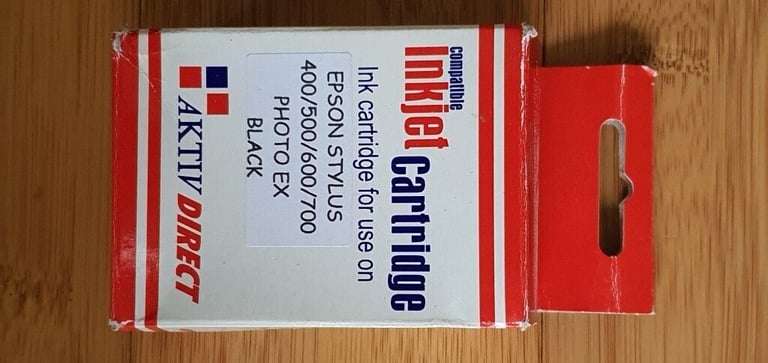 compatible
Inkjet Cartridge
Ink cartridge for use on
EPSON STYLUS
400/500/600/700
PHOTO EX
BLACK
AKTIV DIRECT